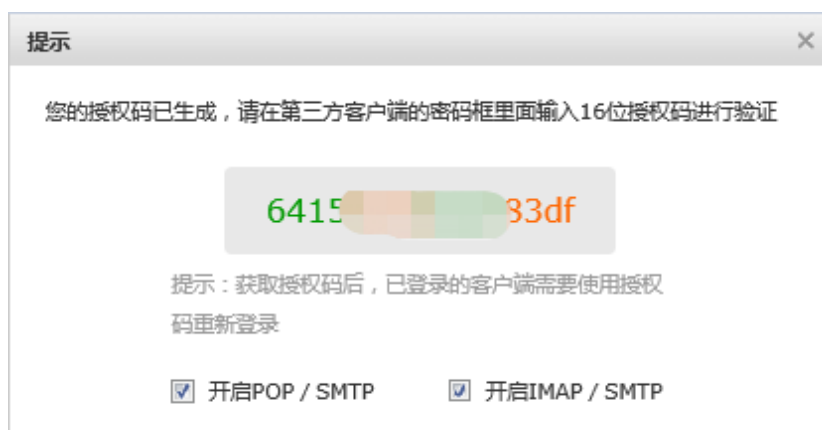 提示
您的授权码已生成，请在第三方客户端的密码框里面输入16位授权码进行验证
6415 83df
提示：获取授权码后，已登录的客户端需要使用授权
码重新登录
开启POP / SMTP 开启IMAP / SMTP